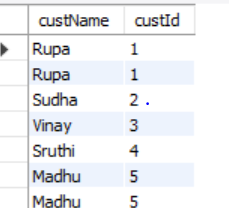 custName custId
Rupa 1
Rupa 1
Sudha 2 .
Vinay 3
Sruthi 4
Madhu 5
Madhu 5